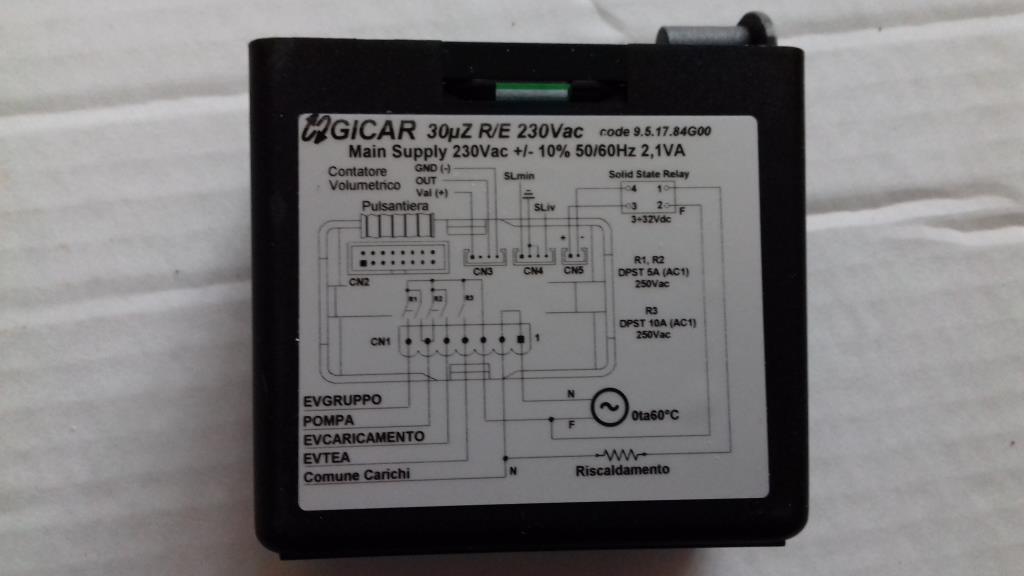 GICAR 30µZ R/E 230Vac code 9.5.17.84G00
Main Supply 230Vac +/- 10% 50/60Hz 2,1VA
Contatore
Volumetrico
GND (-)
OUT
Val (+)
SLmin
SLiv
Solid State Relay
4 1
3 2
F
3÷32Vdc
Pulsantiera
CN2
CN3
CN4
+ -
CN5
R1, R2
DPST 5A (AC1)
250Vac
R3
DPST 10A (AC1)
250Vac
R1
R2
R3
CN1
1
EVGRUPPO
POMPA
EVCARICAMENTO
EVTEA
Comune Carichi
N
F
0ta60°C
N
Riscaldamento